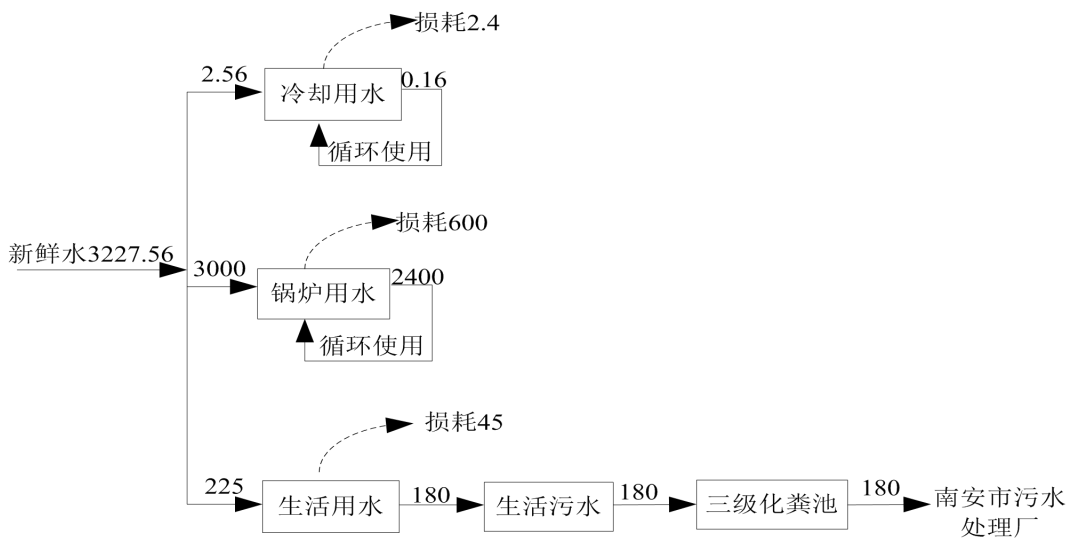 损耗2.4
2.56
冷却用水
0.16
循环使用
损耗600
新鲜水3227.56
3000
锅炉用水
2400
循环使用
损耗45
225
生活用水
180
生活污水
180
三级化粪池
180
南安市污水
处理厂